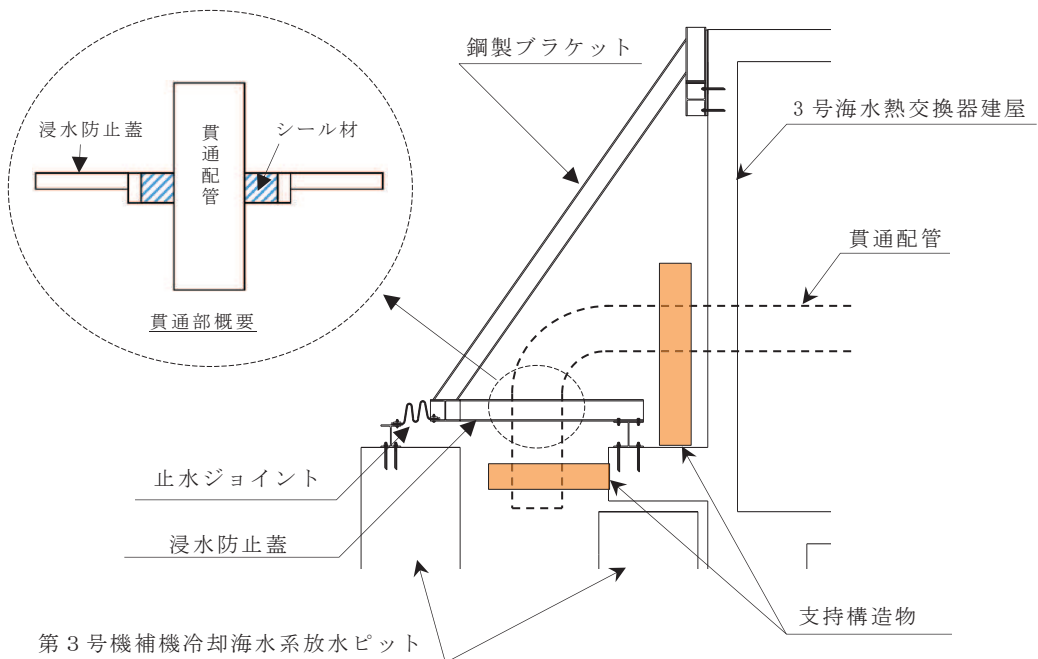 鋼製ブラケット
3号海水熱交換器建屋
浸水防止蓋
シール材
貫通配管
貫通部概要
貫通配管
止水ジョイント
浸水防止蓋
支持構造物
第3号機補機冷却海水系放水ピット